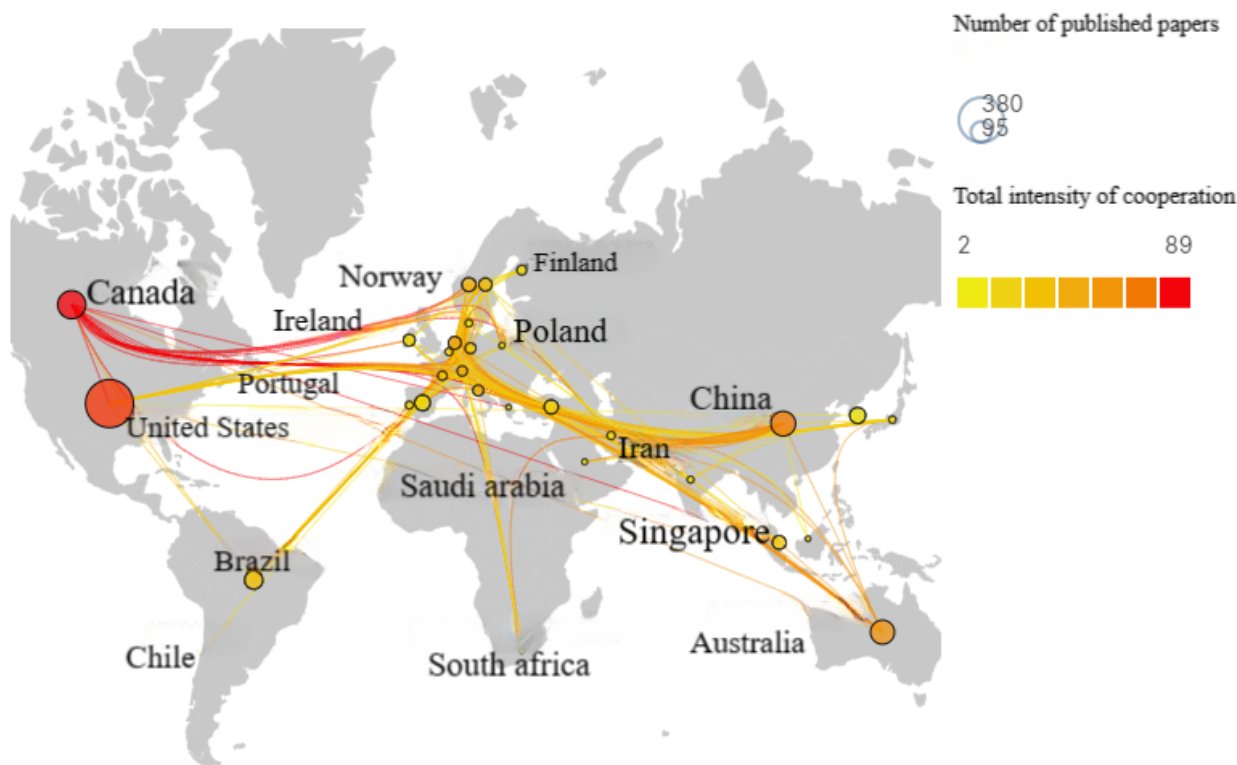 Number of published papers
380
95
Total intensity of cooperation
2 89
Finland
Norway
Canada
Ireland
Poland
Portugal
China
United States
Iran
Saudi arabia
Singapore
Brazil
Australia
Chile
South africa